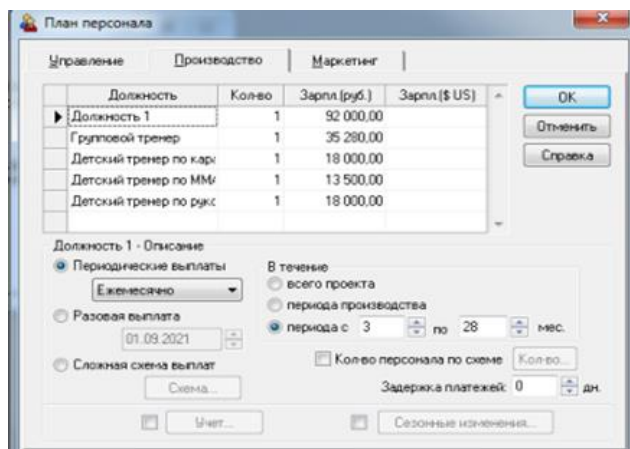 План персонала
Управление Производство Маркетинг
Должность Кол-во Зарпл.(руб.) Зарпл.($ US)
Должность 1 1 92 000,00
Групповой тренер 1 35 280,00
Детский тренер по кара 1 18 000,00
Детский тренер по ММА 1 13 500,00
Детский тренер по рукс 1 18 000,00
OK
Отменить
Справка
Должность 1 - Описание
Периодические выплаты
Ежемесячно
Разовая выплата
01.09.2021
Сложная схема выплат
Схема...
В течение
всего проекта
периода производства
периода с 3 по 28 мес.
Кол-во персонала по схеме Кол-во...
Задержка платежей: 0 дн.
Учет... Сезонные изменения...